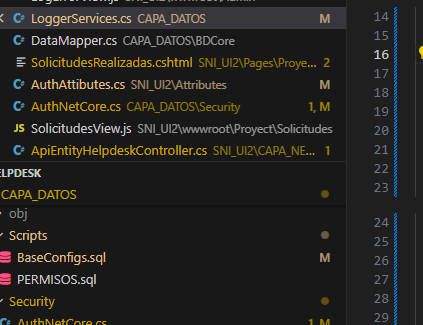 LoggerServices.cs CAPA_DATOS M
DataMapper.cs CAPA_DATOS\BDCore
SolicitudesRealizadas.cshtml SNI_UI2\Pages\Proye... 2
AuthAttibutes.cs SNI_UI2\Attributes M
AuthNetCore.cs CAPA_DATOS\Security 1, M
JS SolicitudesView.js SNI_UI2\wwwroot\Proyect\Solicitudes
ApiEntityHelpdeskController.cs SNI_UI2\CAPA_NE... 1
ELPDESK
CAPA_DATOS
obj
Scripts
BaseConfigs.sql M
PERMISOS.sql
Security
AuthNetCore.cs 1, M
14
15
16
17
18
19
20
21
22
23
24
25
26
27
28
29